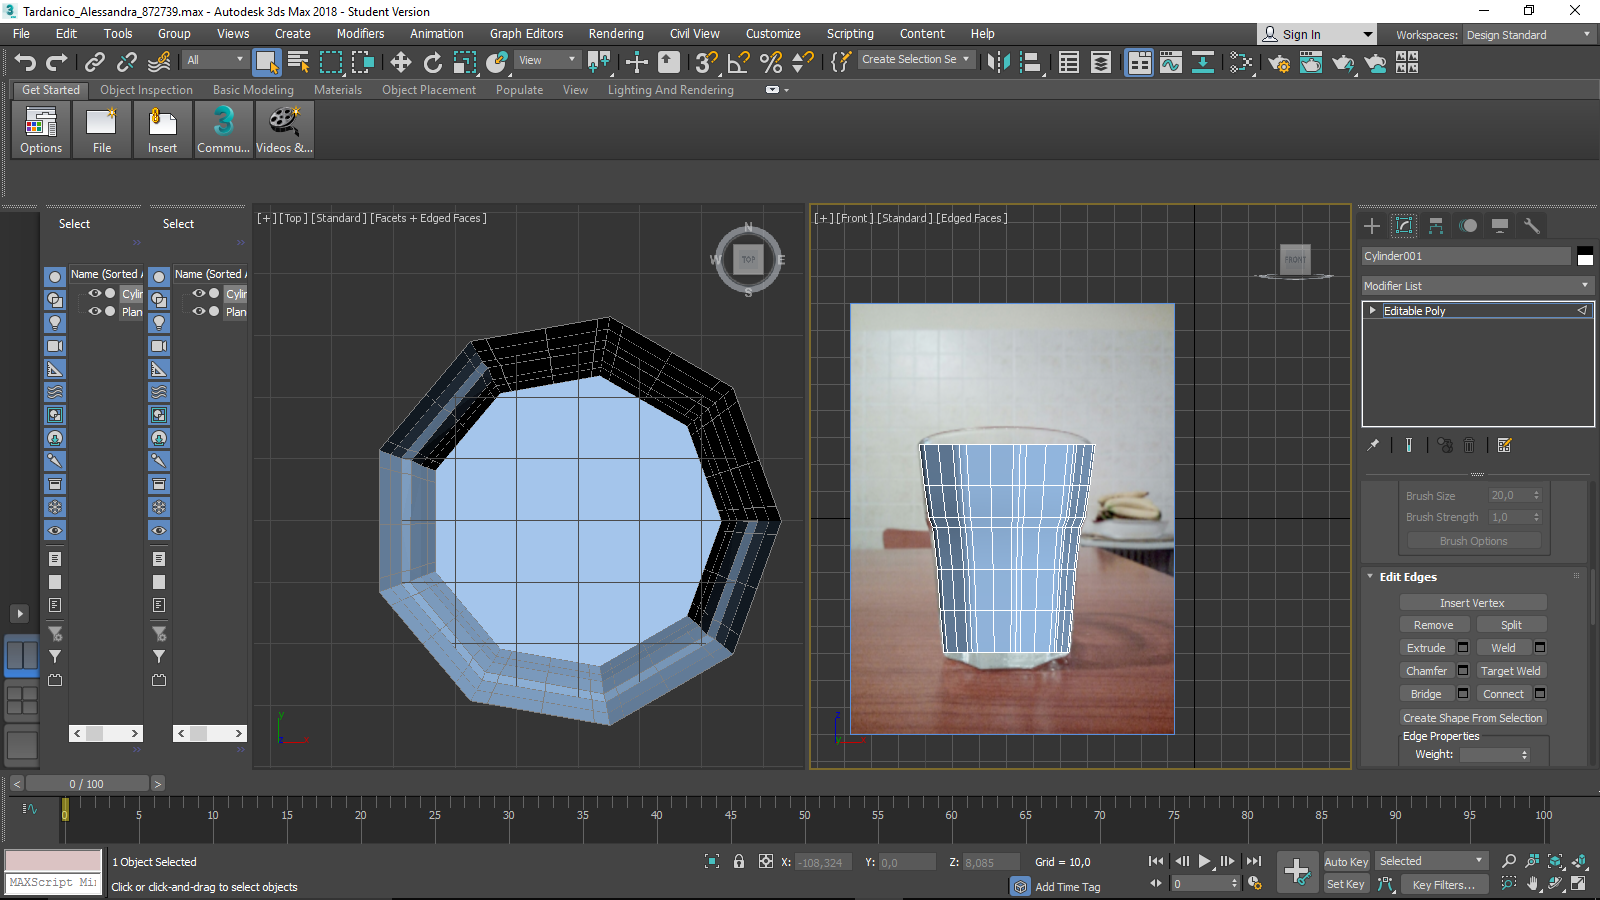 Tardanico_Alessandra_872739.max - Autodesk 3ds Max 2018 - Student Version
File Edit Tools Group Views Create Modifiers Animation Graph Editors Rendering Civil View Customize Scripting Content Help
Sign In
Workspaces: Design Standard
All
View
Create Selection Se
Get Started Object Inspection Basic Modeling Materials Object Placement Populate View Lighting And Rendering
Options File Insert Commu... Videos &...
Select
Select
Name (Sorted A
Cylin
Plan
Name (Sorted A
Cylin
Plan
[+] [Top] [Standard] [Facets + Edged Faces]
N
W TOP E
S
y
x
z
[+] [Front] [Standard] [Edged Faces]
FRONT
z
y
x
Cylinder001
Modifier List
Editable Poly
Brush Size 20,0
Brush Strength 1,0
Brush Options
Edit Edges
Insert Vertex
Remove Split
Extrude Weld
Chamfer Target Weld
Bridge Connect
Create Shape From Selection
Edge Properties
Weight:
< 0 / 100 >
0 5 10 15 20 25 30 35 40 45 50 55 60 65 70 75 80 85 90 95 100
1 Object Selected
X: -108,324 Y: 0,0 Z: 8,085 Grid = 10,0
Auto Key Selected
MAXScript Mi
Click or click-and-drag to select objects
Add Time Tag
0
Set Key Key Filters...